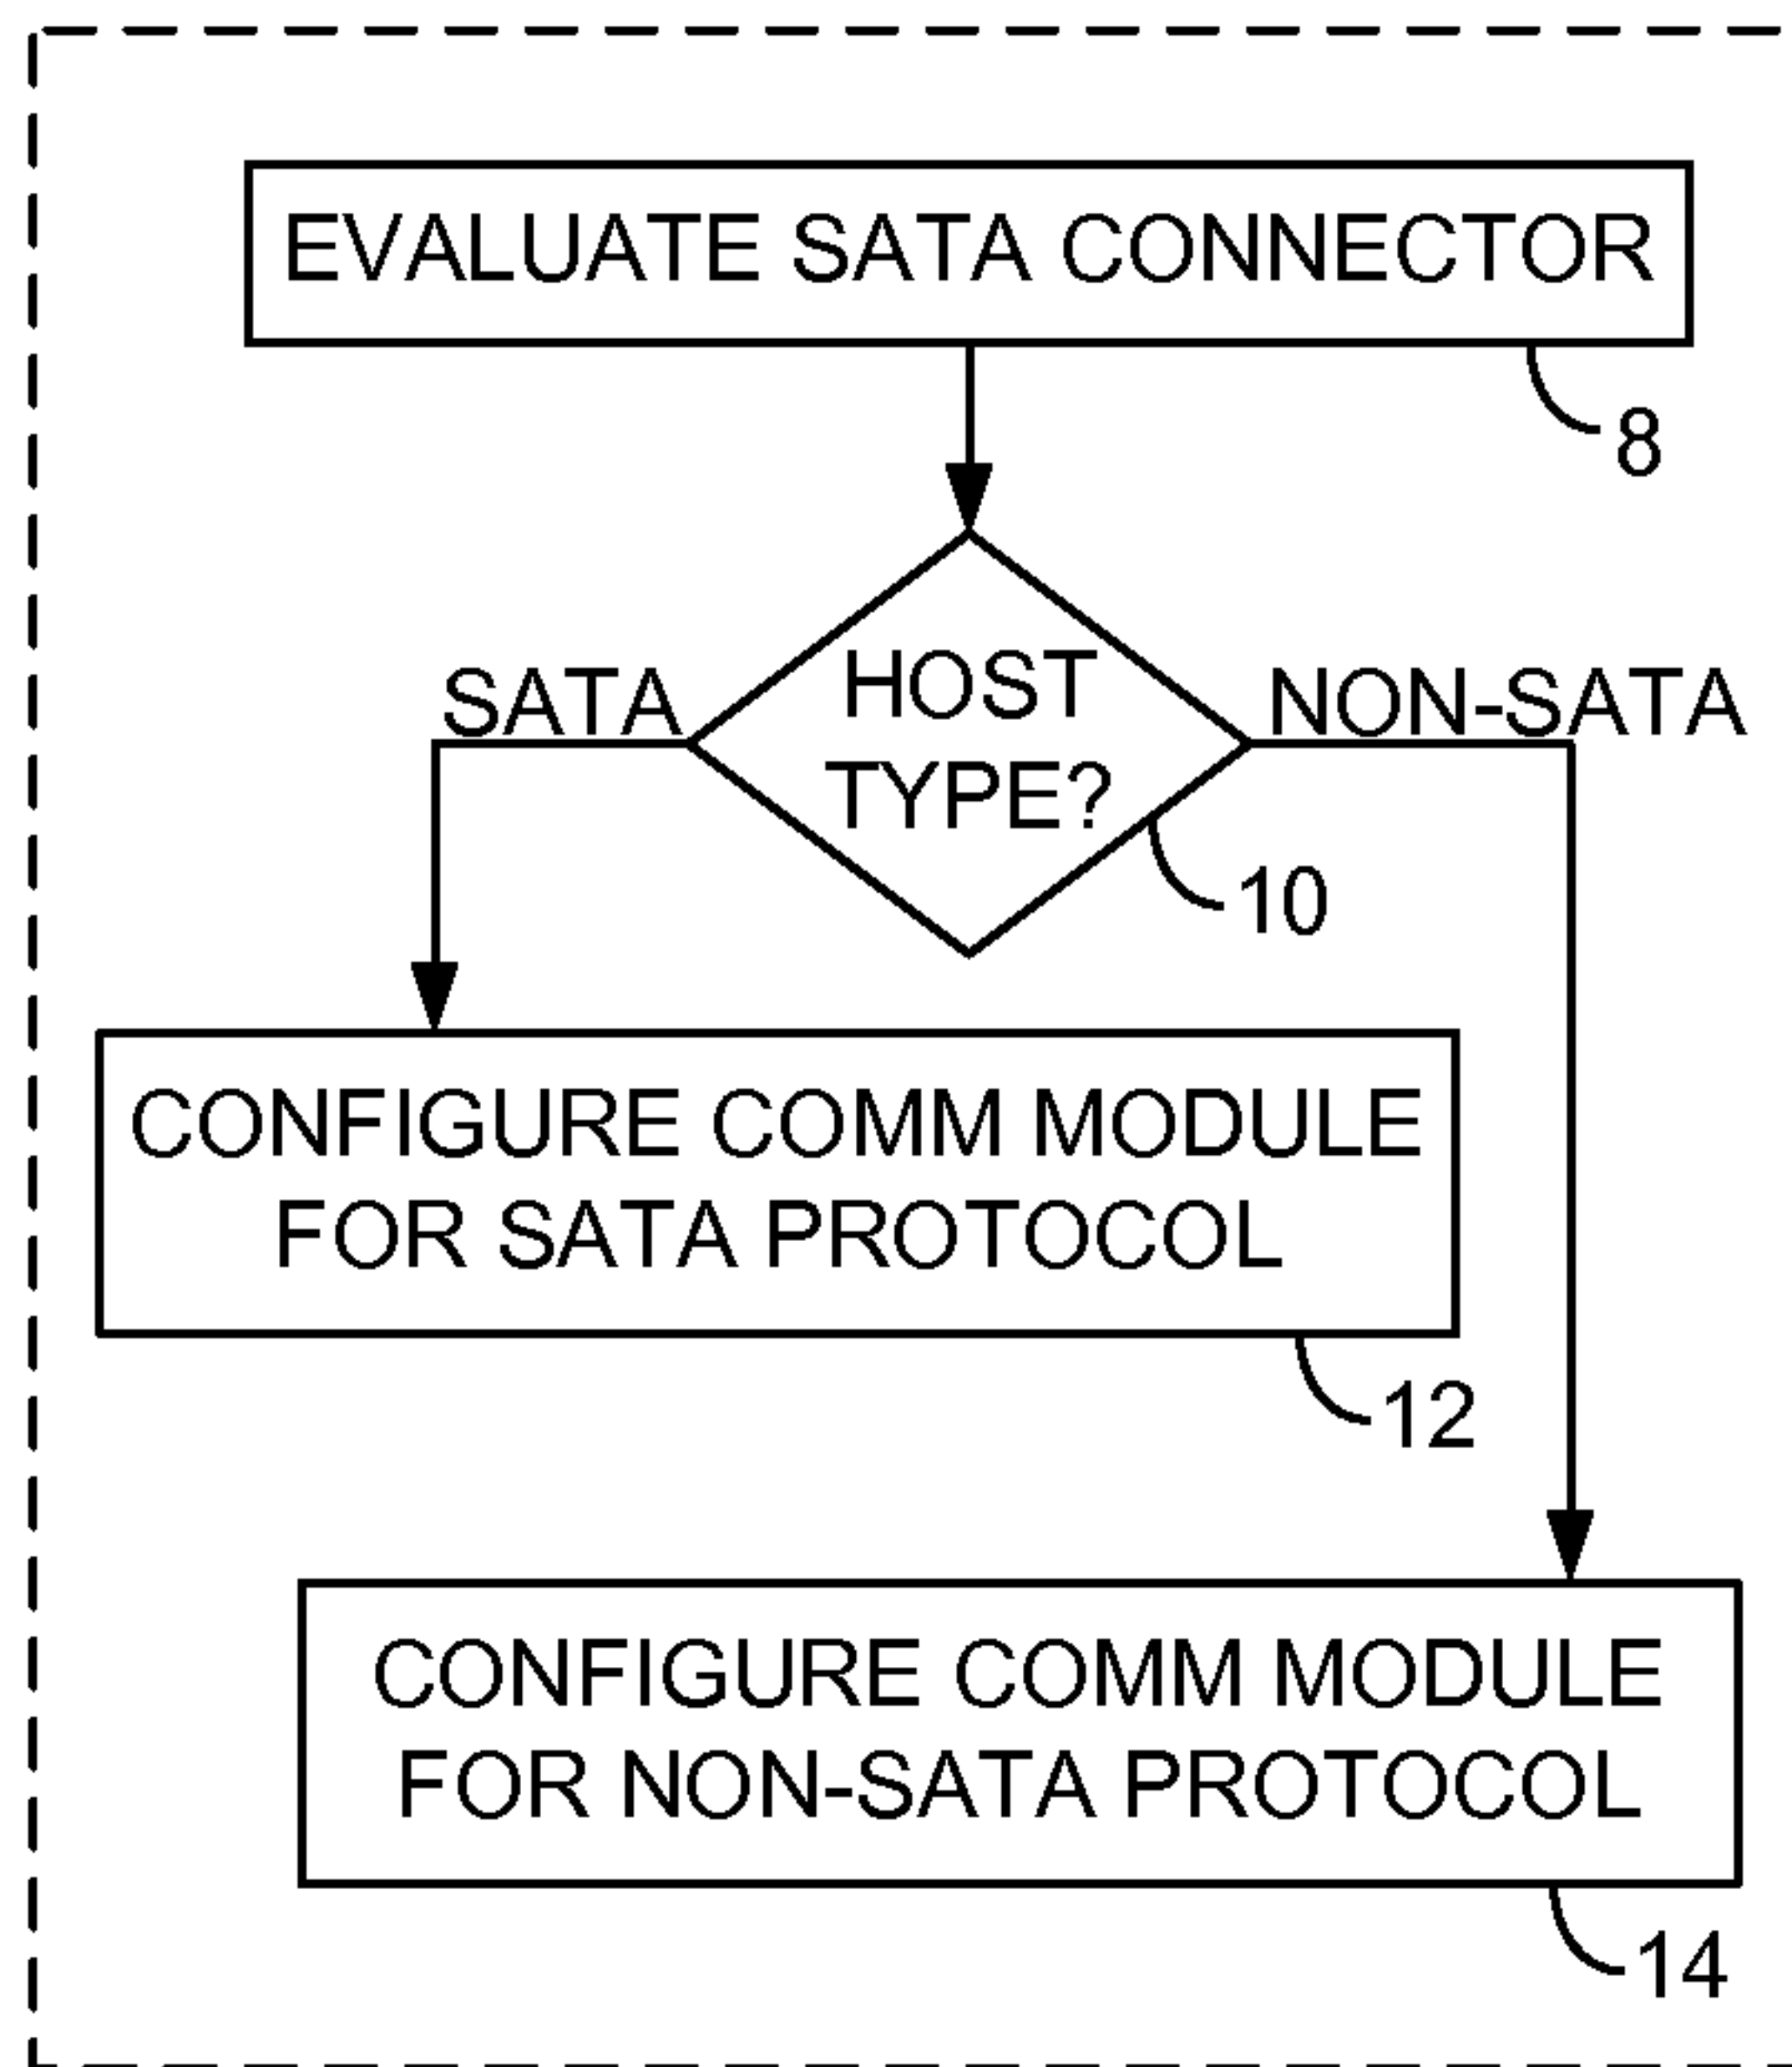 EVALUATE SATA CONNECTOR
8
HOST
TYPE?
SATA
NON-SATA
10
CONFIGURE COMM MODULE
FOR SATA PROTOCOL
12
CONFIGURE COMM MODULE
FOR NON-SATA PROTOCOL
14